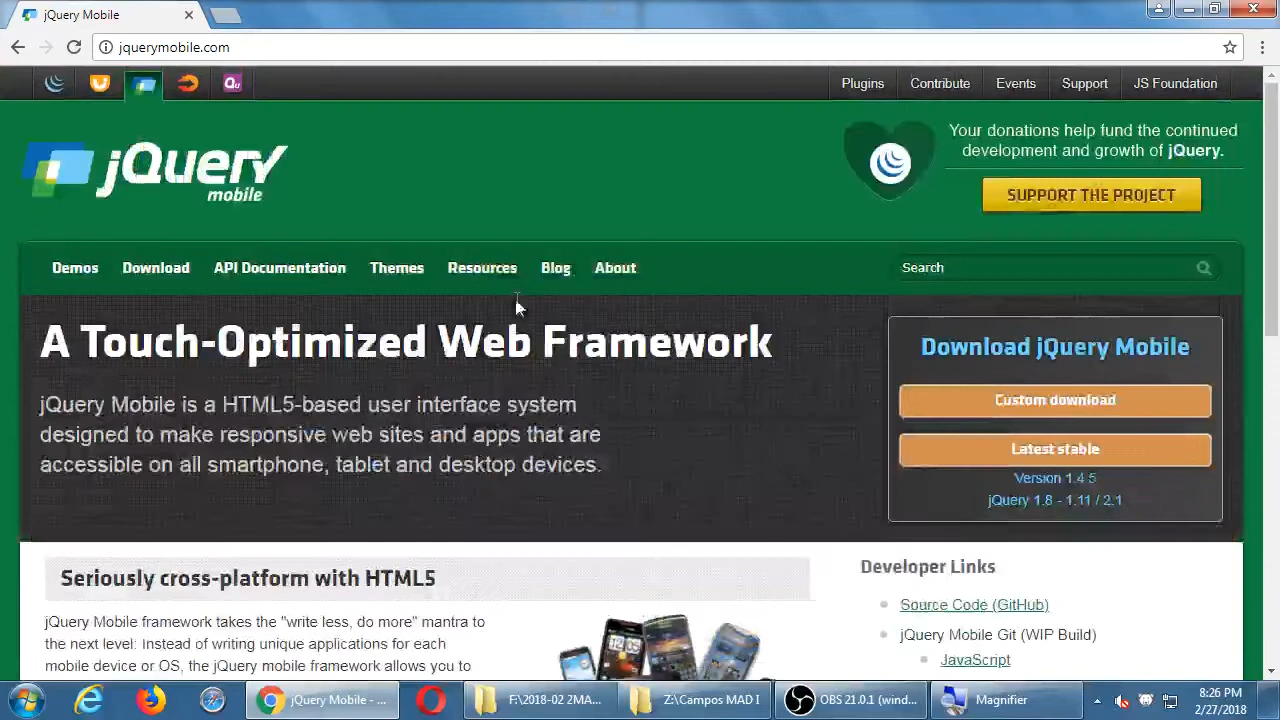 jQuery Mobile
jquerymobile.com
Plugins Contribute Events Support JS Foundation
jQuery mobile
Your donations help fund the continued
development and growth of jQuery.
SUPPORT THE PROJECT
Demos Download API Documentation Themes Resources Blog About Search
A Touch-Optimized Web Framework
jQuery Mobile is a HTML5-based user interface system
designed to make responsive web sites and apps that are
accessible on all smartphone, tablet and desktop devices.
Download jQuery Mobile
Custom download
Latest stable
Version 1.4.5
jQuery 1.8 - 1.11 / 2.1
Seriously cross-platform with HTML5
jQuery Mobile framework takes the "write less, do more" mantra to
the next level: Instead of writing unique applications for each
mobile device or OS, the jQuery mobile framework allows you to
Developer Links
Source Code (GitHub)
jQuery Mobile Git (WIP Build)
JavaScript
jQuery Mobile - ...
F:\2018-02 2MA...
Z:\Campos MAD I
OBS 21.0.1 (wind...
Magnifier
8:26 PM
2/27/2018